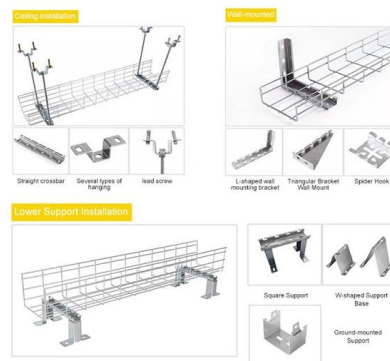 Ceiling installation
Wall-mounted
Straight crossbar
Several types of
hanging
lead screw
L-shaped wall
mounting bracket
Triangular Bracket
Wall Mount
Spider Hook
Lower Support Installation
Square Support
W-shaped Support
Base
Ground-mounted
Support